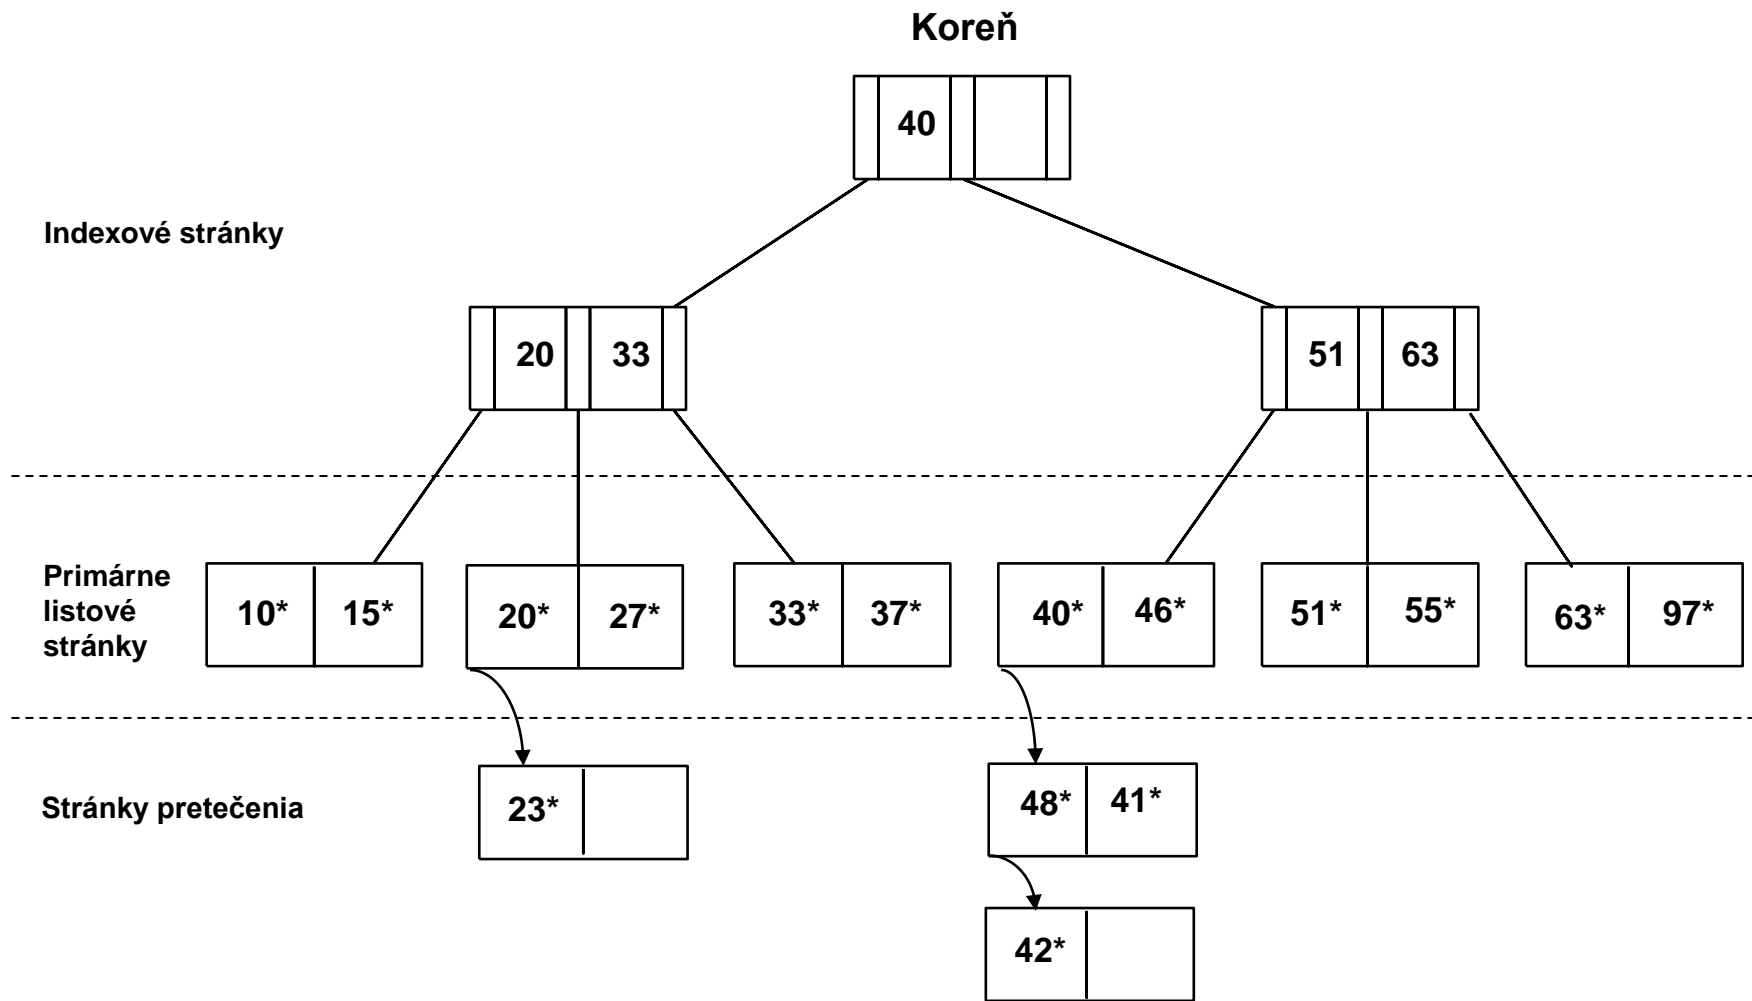 Koreň
40
Indexové stránky
20 33 51 63
Primárne
listové
stránky
10* 15* 20* 27* 33* 37* 40* 46* 51* 55* 63* 97*
Stránky pretečenia
23* 48* 41*
42*